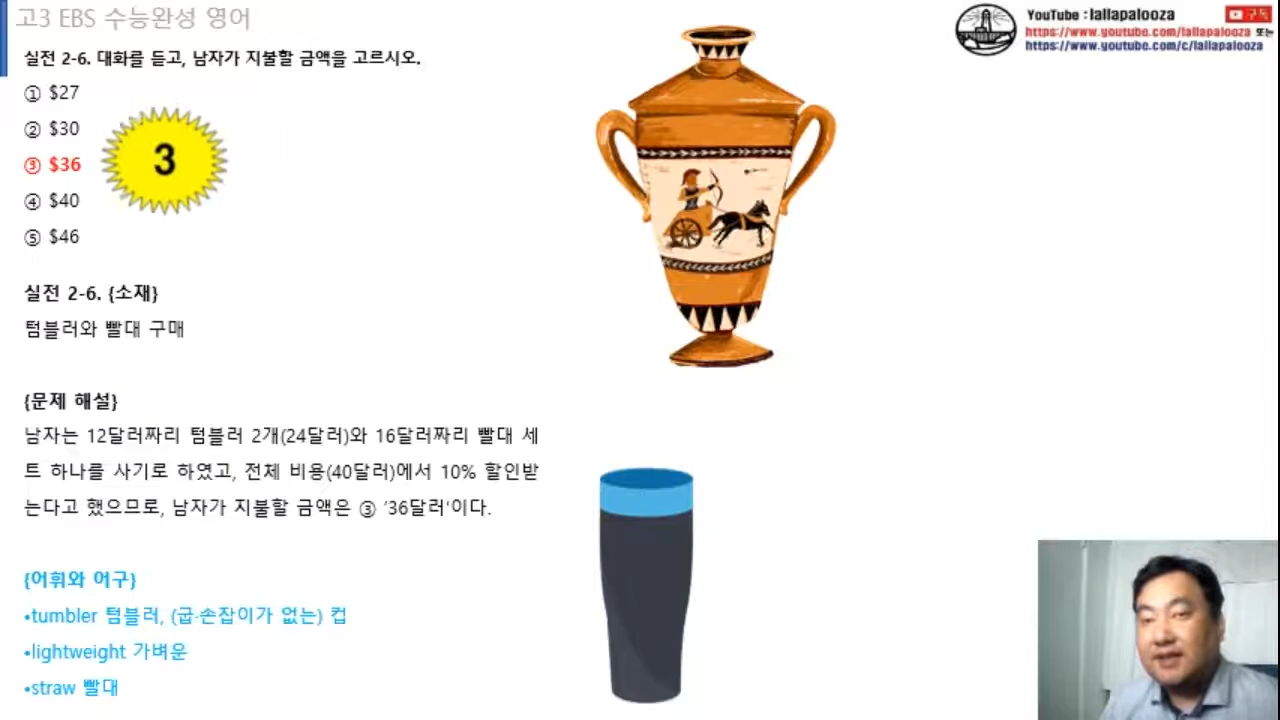 고3 EBS 수능완성 영어
YouTube : lallapalooza
구독
https://www.youtube.com/lallapalooza 또는
https://www.youtube.com/c/lallapalooza
실전 2-6. 대화를 듣고, 남자가 지불할 금액을 고르시오.
① $27
② $30
③ $36
④ $40
⑤ $46
3
실전 2-6. {소재}
텀블러와 빨대 구매
{문제 해설}
남자는 12달러짜리 텀블러 2개(24달러)와 16달러짜리 빨대 세
트 하나를 사기로 하였고, 전체 비용(40달러)에서 10% 할인받
는다고 했으므로, 남자가 지불할 금액은 ③ ‘36달러‘이다.
{어휘와 어구}
•tumbler 텀블러, (굽·손잡이가 없는) 컵
•lightweight 가벼운
•straw 빨대